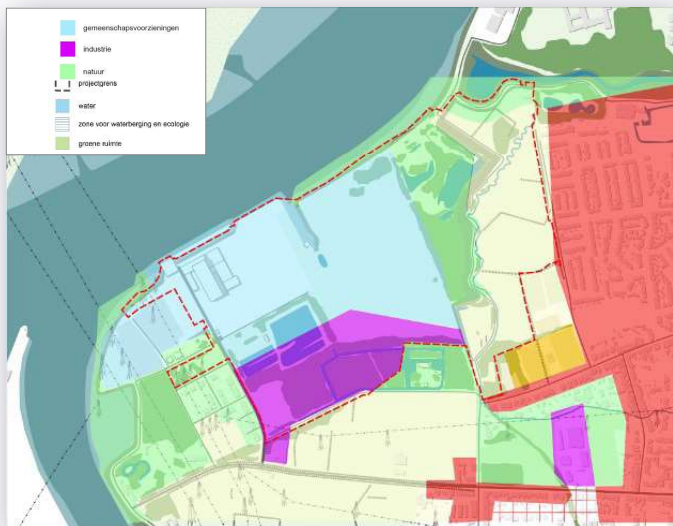 gemeenschapsvoorzieningen
industrie
natuur
projectgrens
water
zone voor waterberging en ecologie
groene ruimte